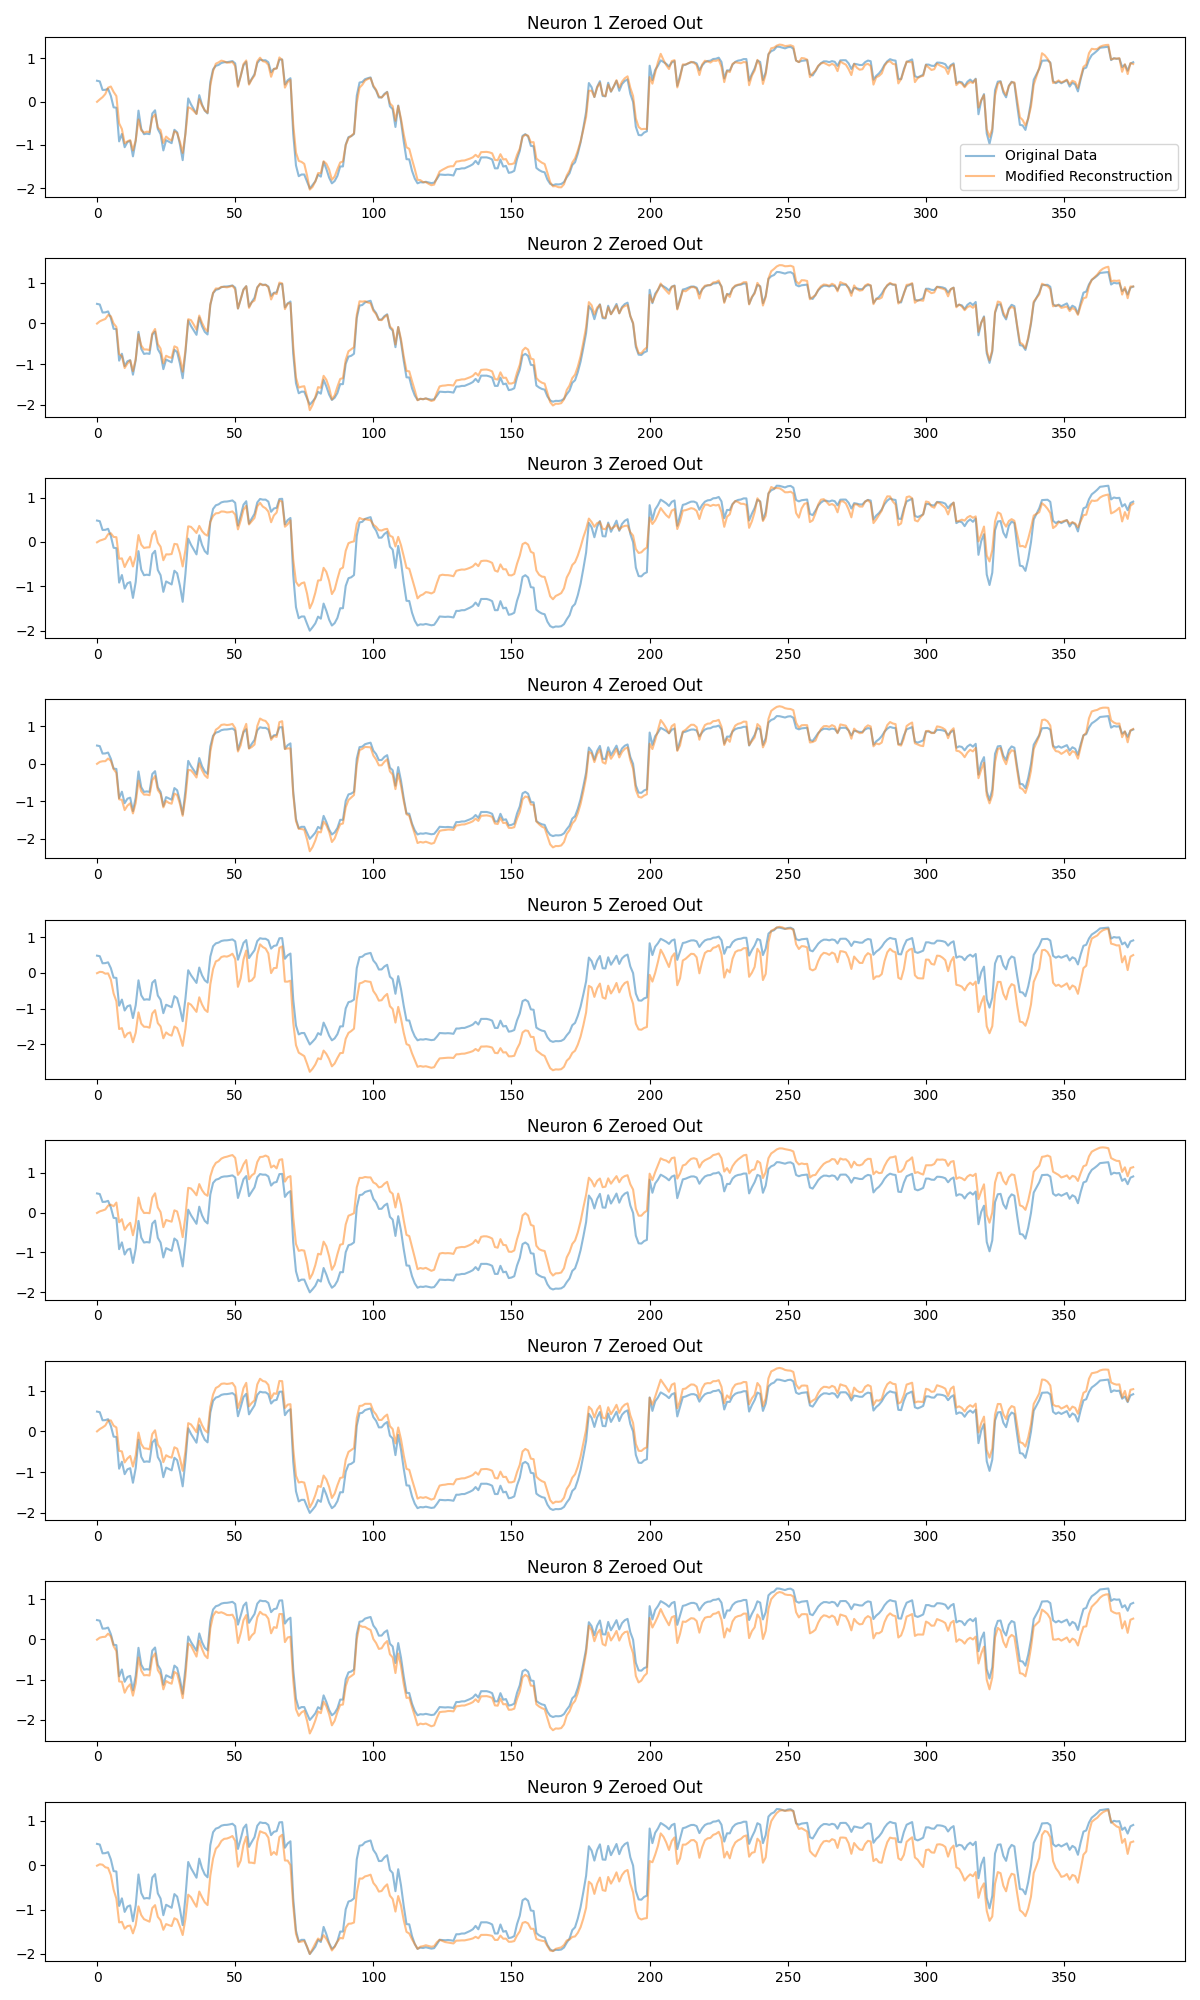 Neuron 1 Zeroed Out
1
0
−1
−2
Original Data
Modified Reconstruction
0 50 100 150 200 250 300 350
Neuron 2 Zeroed Out
1
0
−1
−2
0 50 100 150 200 250 300 350
Neuron 3 Zeroed Out
1
0
−1
−2
0 50 100 150 200 250 300 350
Neuron 4 Zeroed Out
1
0
−1
−2
0 50 100 150 200 250 300 350
Neuron 5 Zeroed Out
1
0
−1
−2
0 50 100 150 200 250 300 350
Neuron 6 Zeroed Out
1
0
−1
−2
0 50 100 150 200 250 300 350
Neuron 7 Zeroed Out
1
0
−1
−2
0 50 100 150 200 250 300 350
Neuron 8 Zeroed Out
1
0
−1
−2
0 50 100 150 200 250 300 350
Neuron 9 Zeroed Out
1
0
−1
−2
0 50 100 150 200 250 300 350